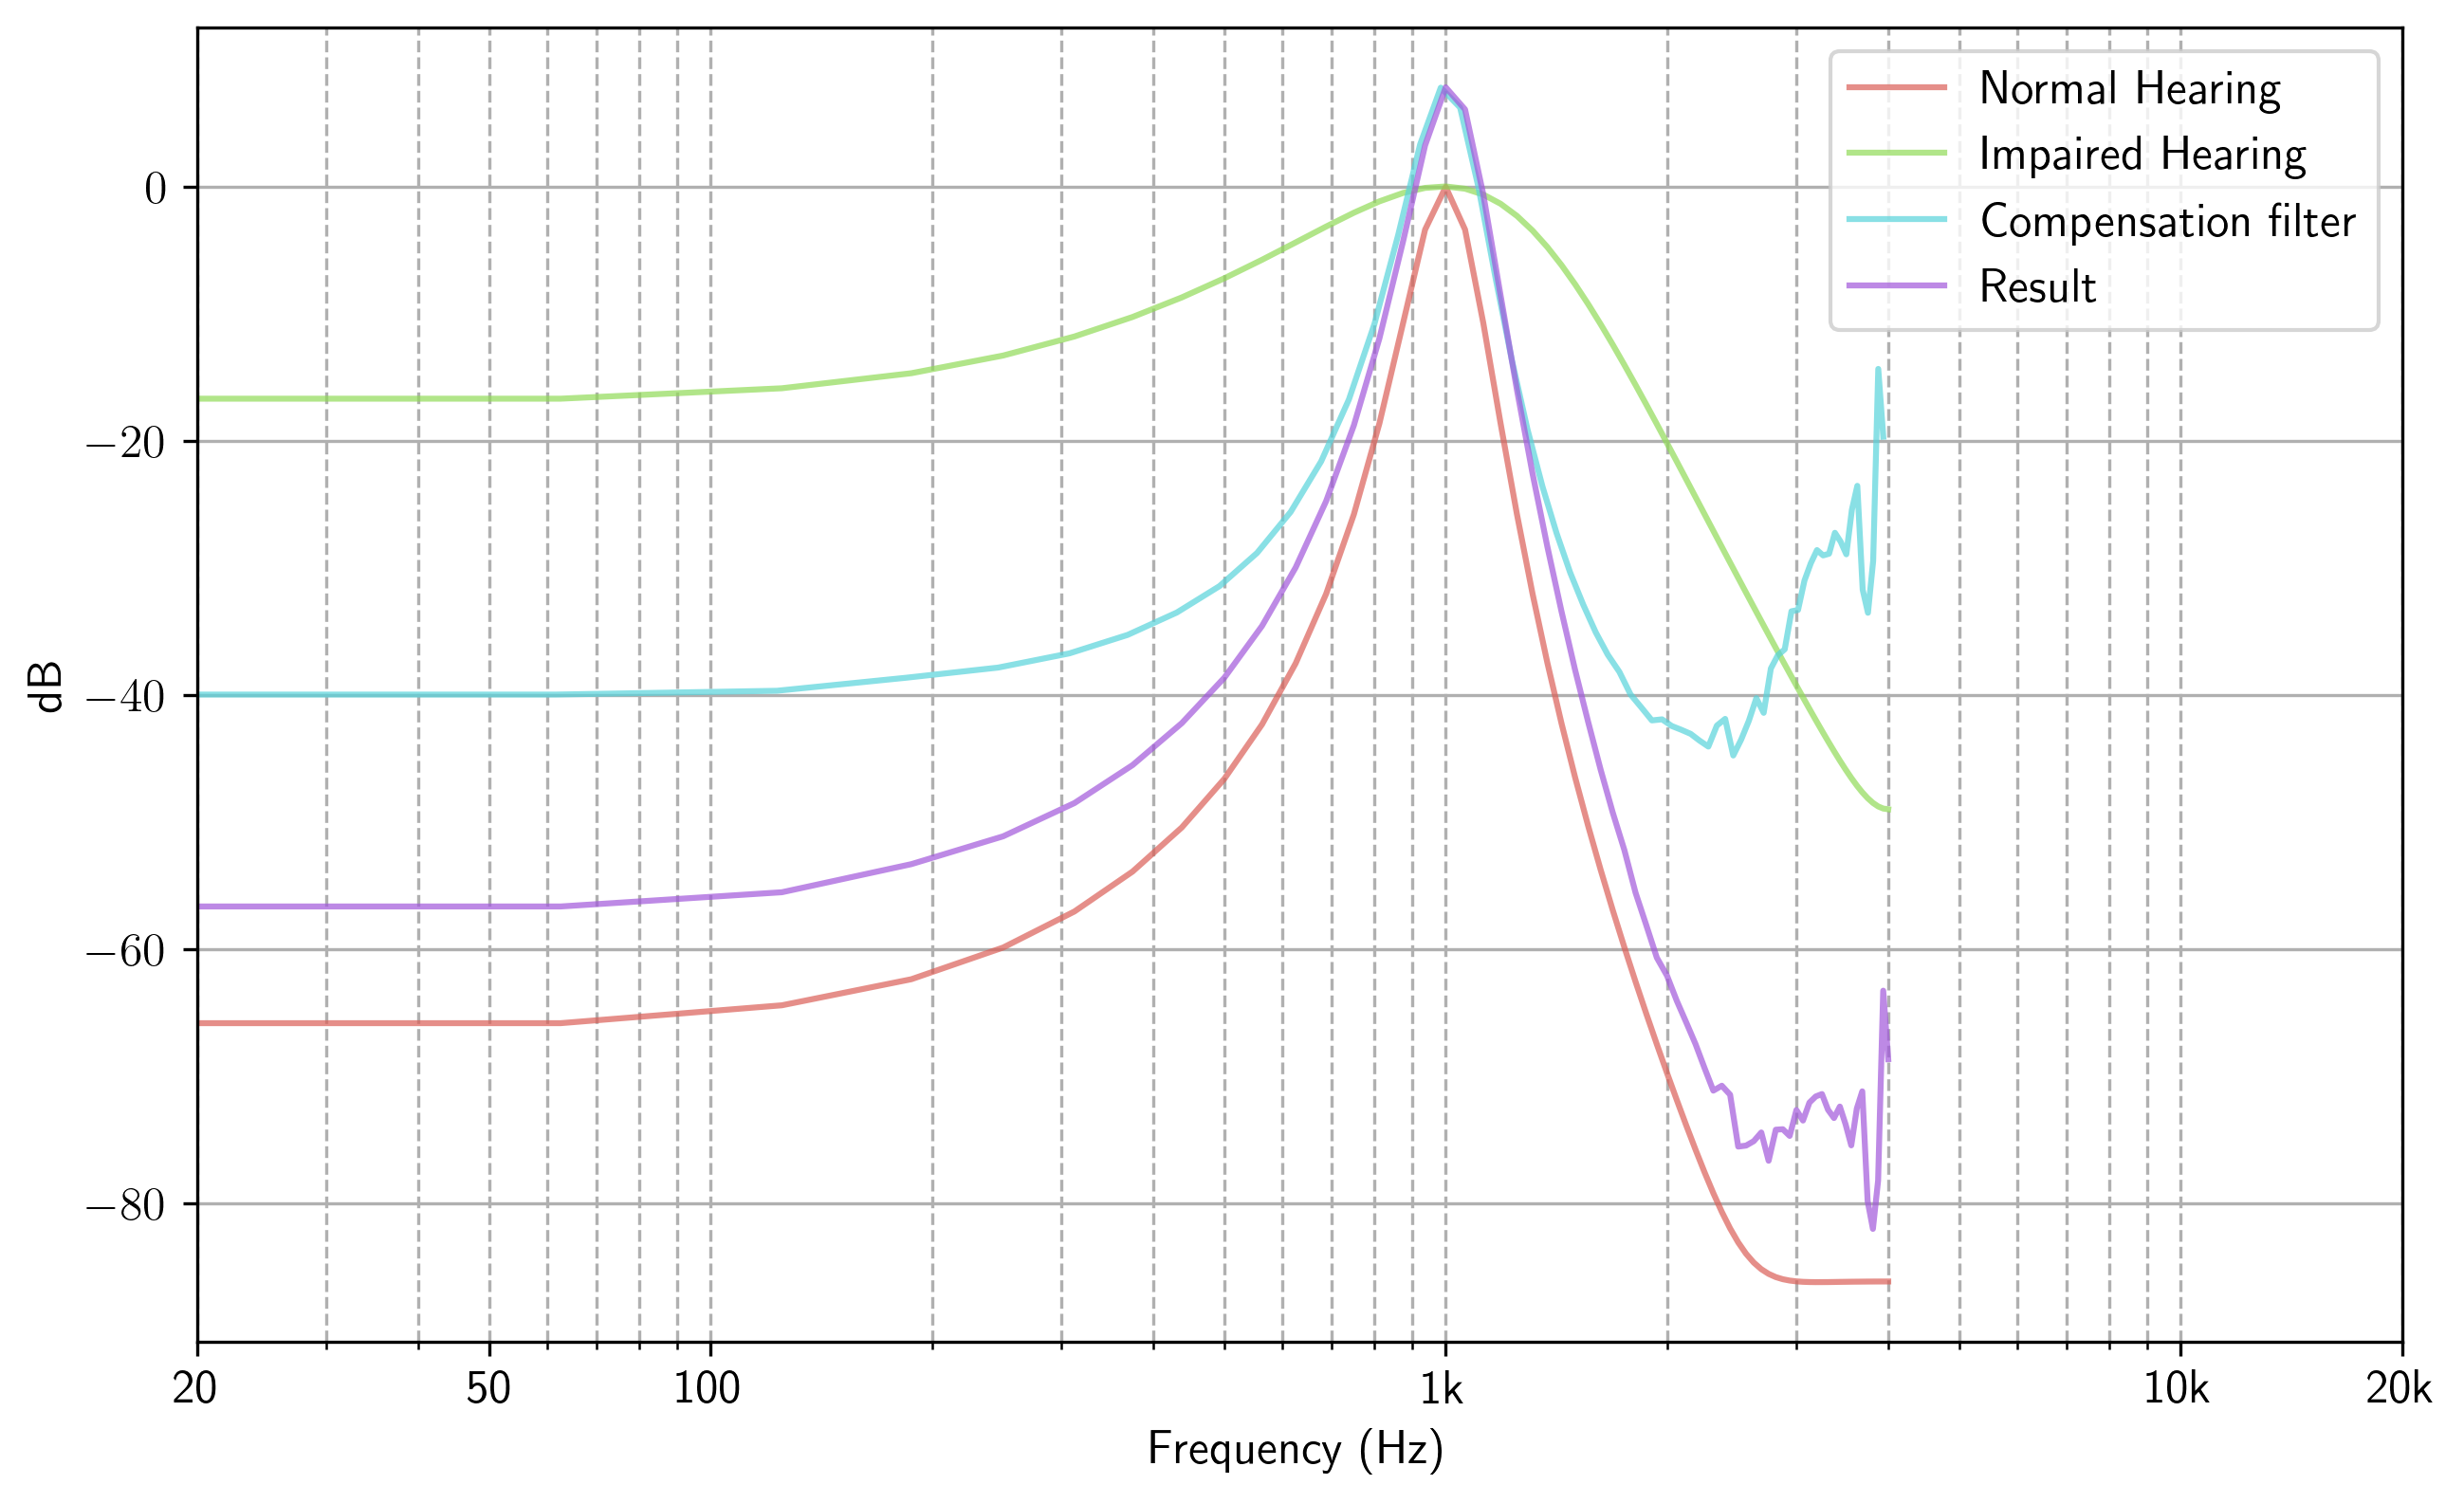 Normal Hearing
Impaired Hearing
Compensation filter
Result
0
−20
−40
−60
−80
dB
20
50
100
1k
10k
20k
Frequency (Hz)